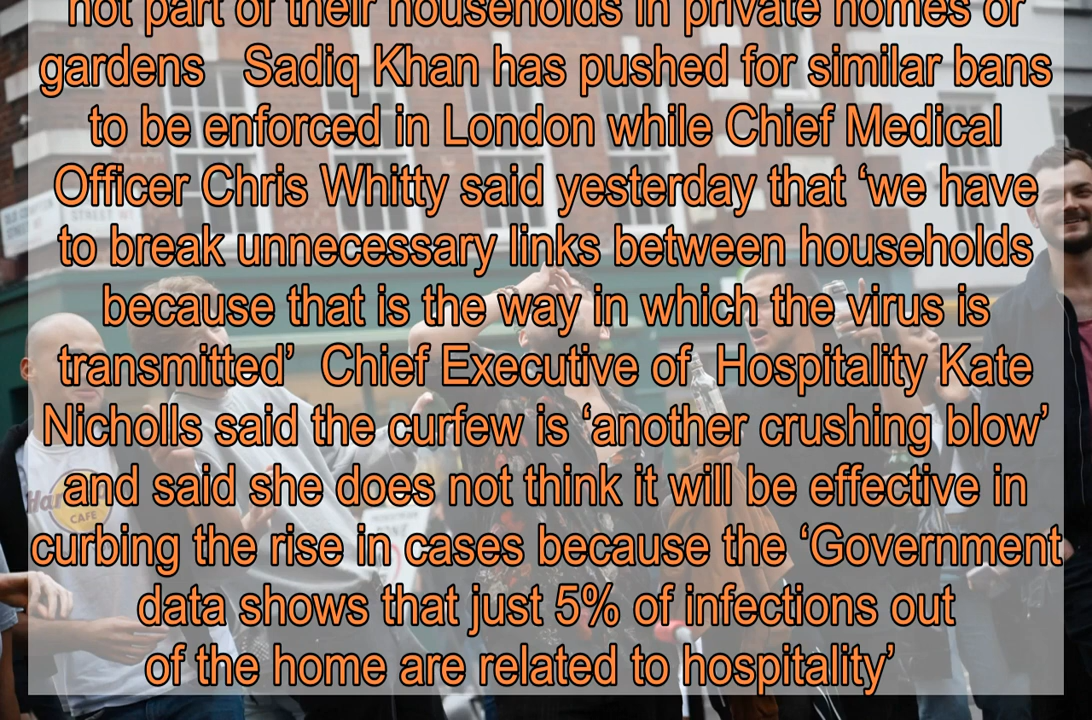 not part of their households in private homes or
gardens Sadiq Khan has pushed for similar bans
to be enforced in London while Chief Medical
Officer Chris Whitty said yesterday that ‘we have
to break unnecessary links between households
because that is the way in which the virus is
transmitted’ Chief Executive of Hospitality Kate
Nicholls said the curfew is ‘another crushing blow’
and said she does not think it will be effective in
curbing the rise in cases because the ‘Government
data shows that just 5% of infections out
of the home are related to hospitality’
STREET
CAFE